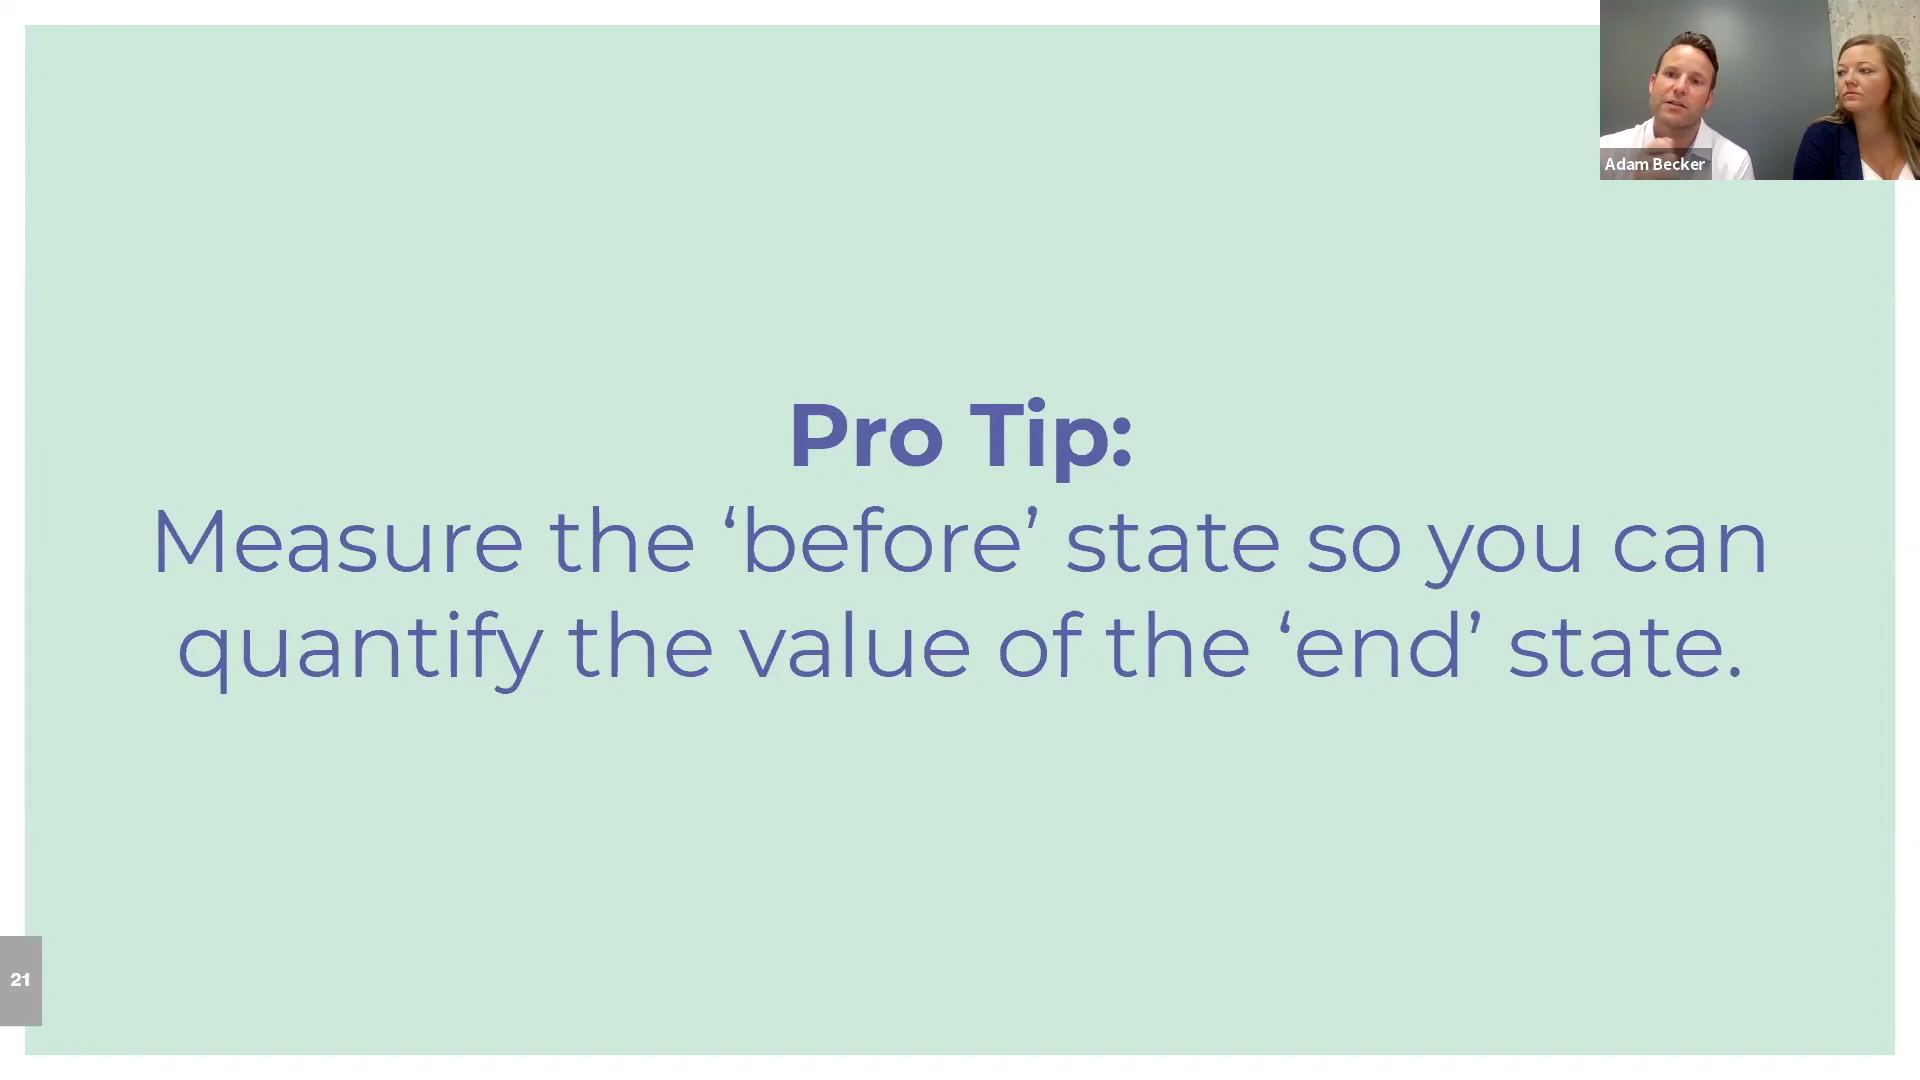 Adam Becker
Pro Tip:
Measure the ‘before’ state so you can
quantify the value of the ‘end’ state.
21